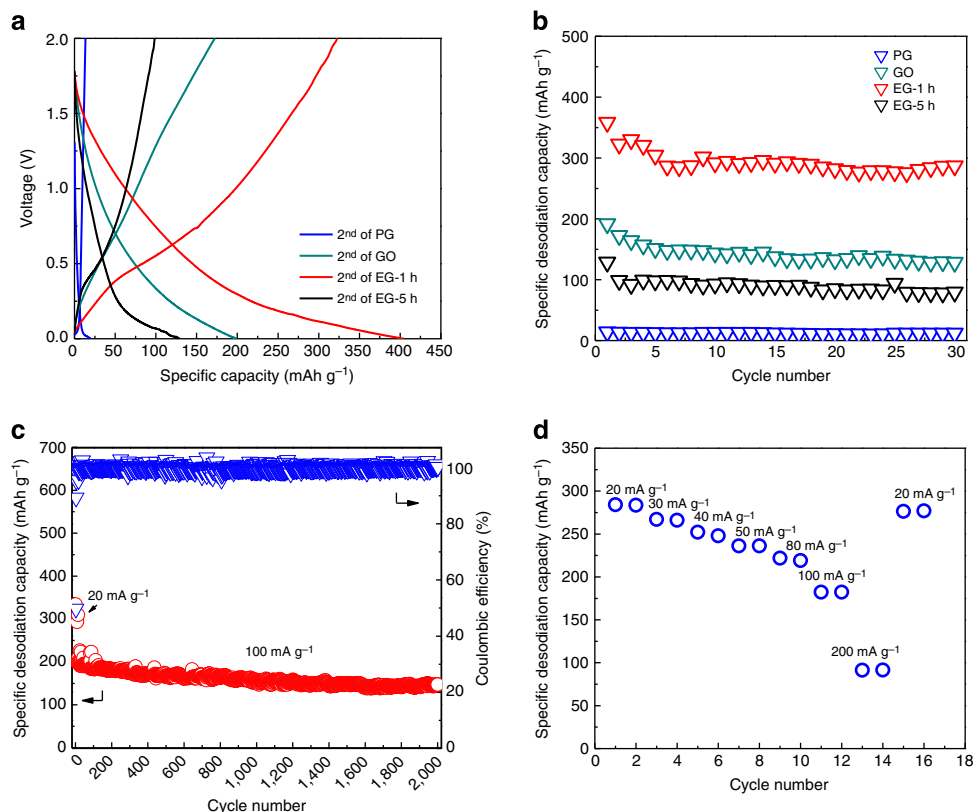 a
2.0
1.5
1.0
0.5
0.0
Voltage (V)
2nd of PG
2nd of GO
2nd of EG-1 h
2nd of EG-5 h
0 50 100 150 200 250 300 350 400 450
Specific capacity (mAh g⁻¹)
b
500
400
300
200
100
0
Specific desodiation capacity (mAh g⁻¹)
PG
GO
EG-1 h
EG-5 h
0 5 10 15 20 25 30
Cycle number
c
700
600
500
400
300
200
100
0
Specific desodiation capacity (mAh g⁻¹)
20 mA g⁻¹
100 mA g⁻¹
100
80
60
40
20
0
Coulombic efficiency (%)
0 200 400 600 800 1,000 1,200 1,400 1,600 1,800 2,000
Cycle number
d
350
300
250
200
150
100
50
0
Specific desodiation capacity (mAh g⁻¹)
20 mA g⁻¹
30 mA g⁻¹
40 mA g⁻¹
50 mA g⁻¹
80 mA g⁻¹
100 mA g⁻¹
200 mA g⁻¹
20 mA g⁻¹
0 2 4 6 8 10 12 14 16 18
Cycle number